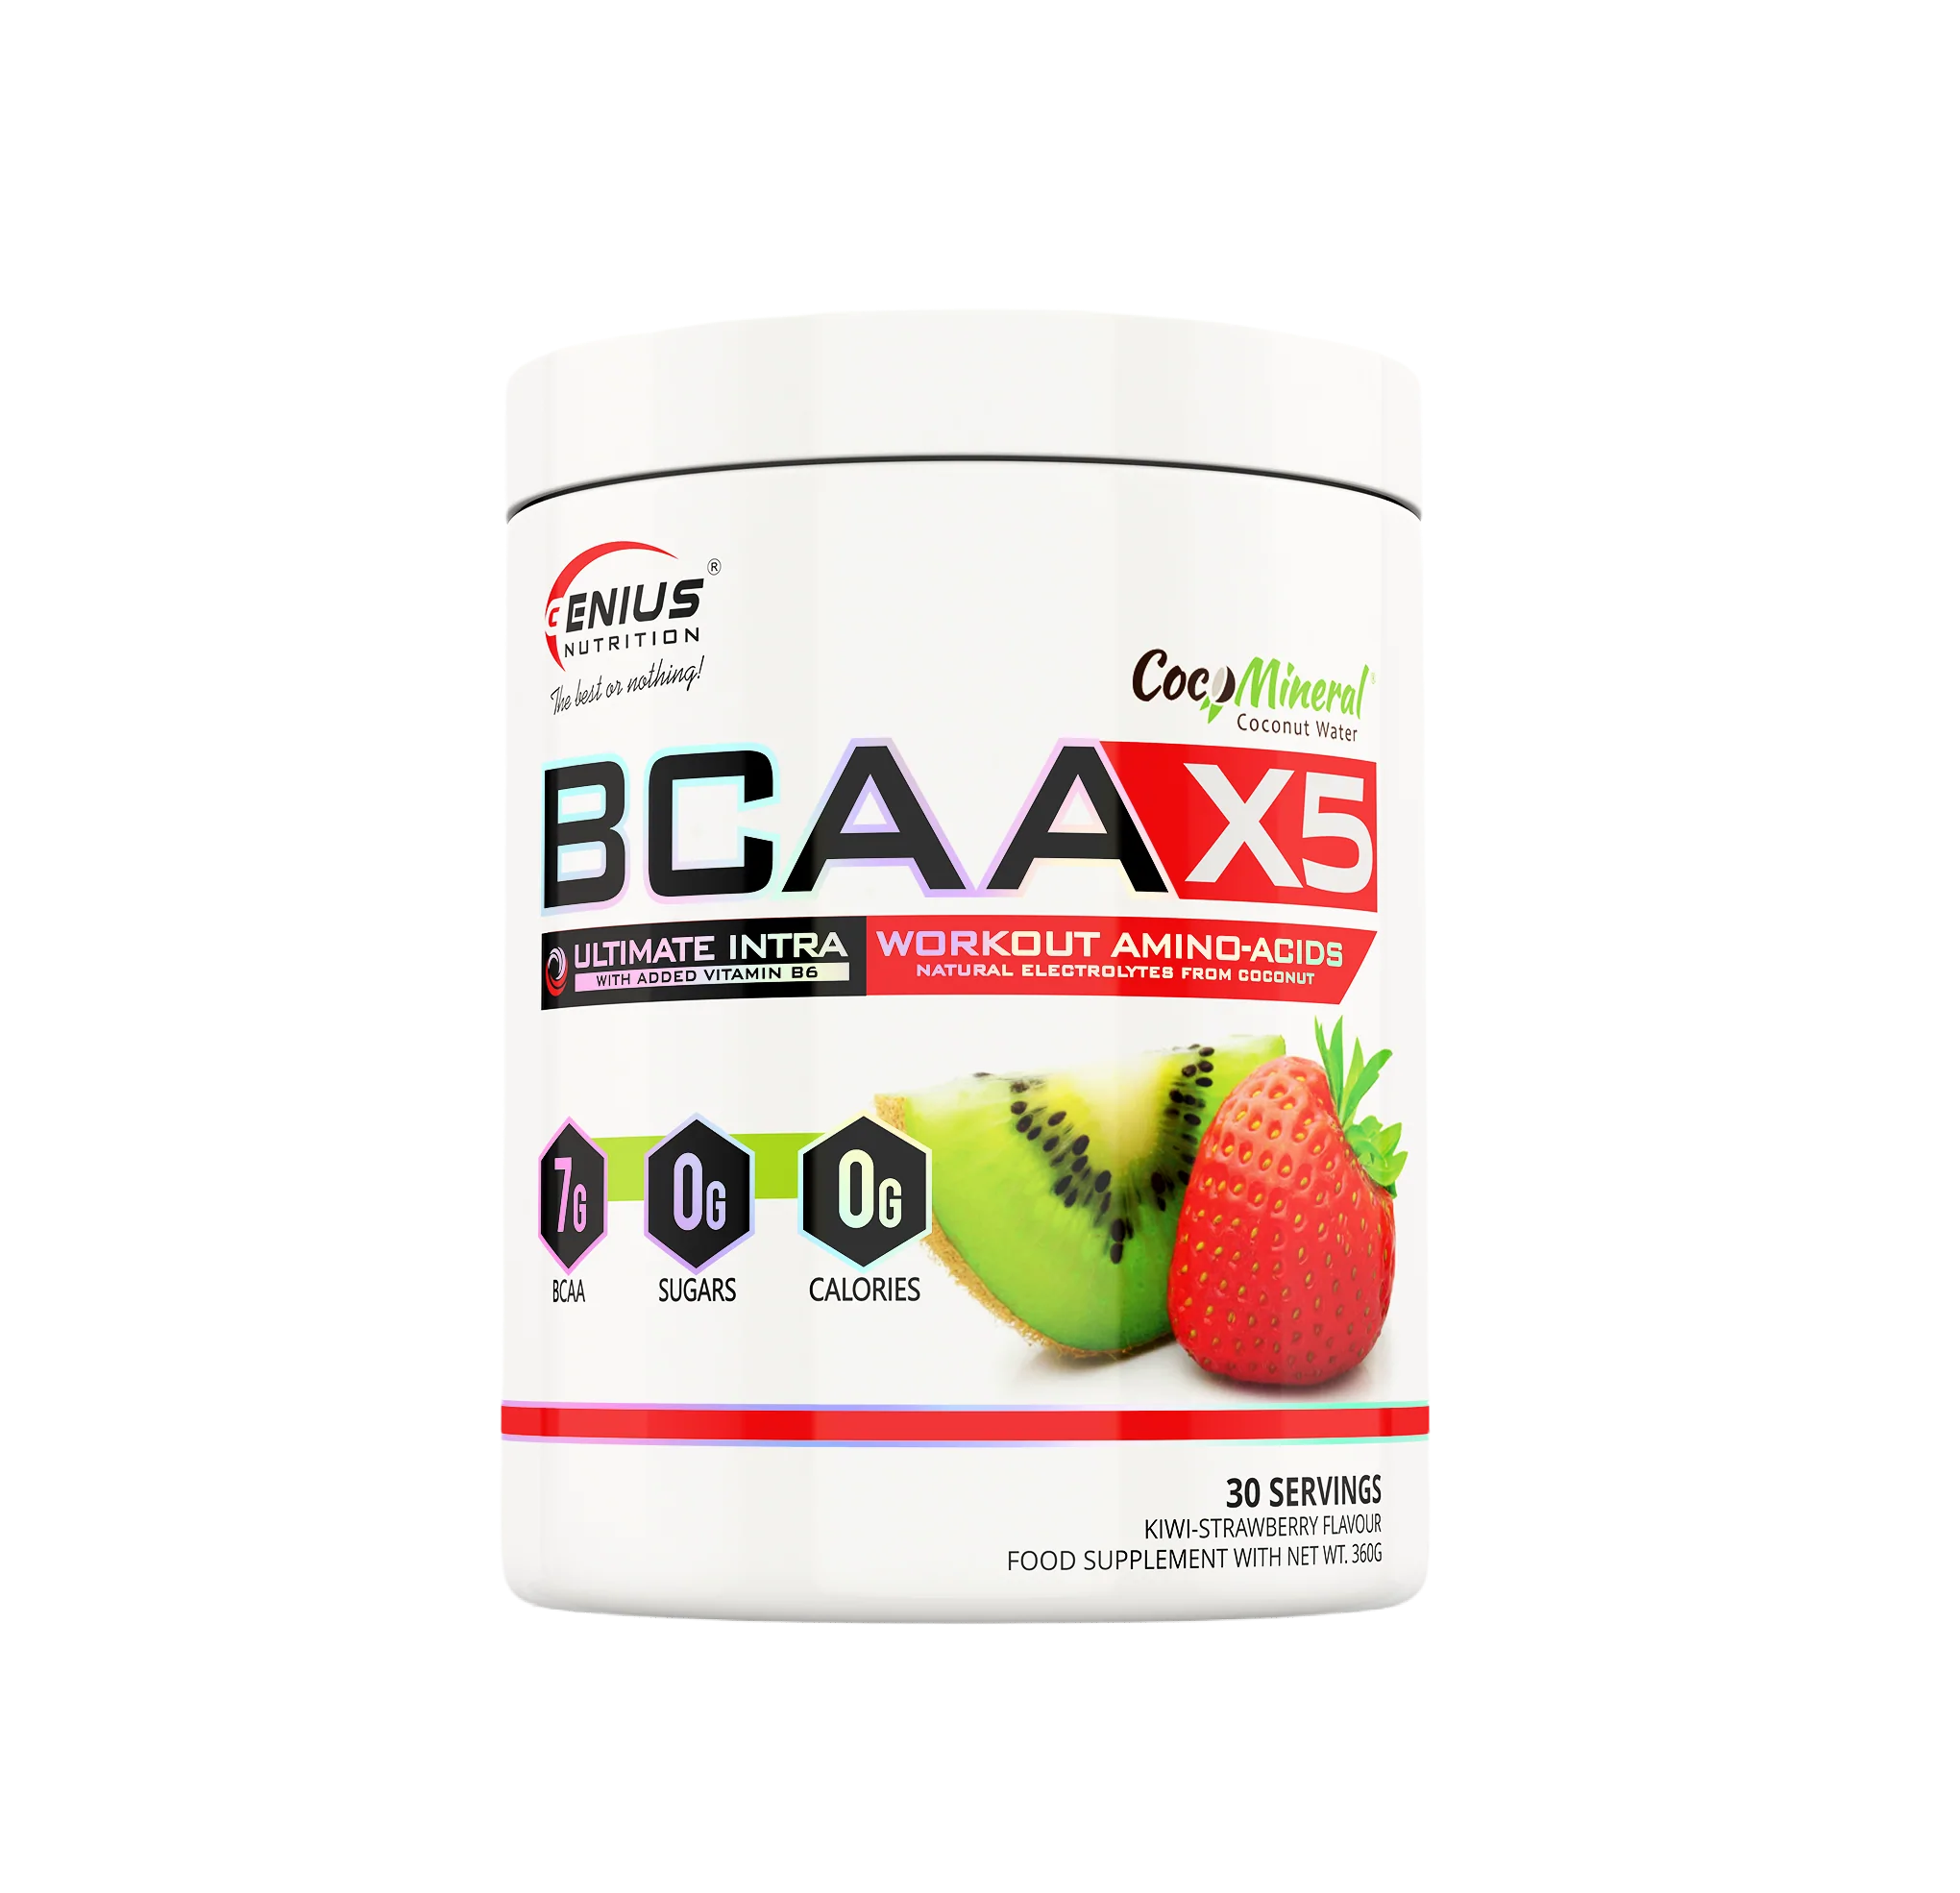 GENIUS®
NUTRITION
The best or nothing!
CocoMineral
Coconut Water
BCAA X5
ULTIMATE INTRA WORKOUT AMINO-ACIDS
WITH ADDED VITAMIN B6 NATURAL ELECTROLYTES FROM COCONUT
7G 0G 0G
BCAA SUGARS CALORIES
30 SERVINGS
KIWI-STRAWBERRY FLAVOUR
FOOD SUPPLEMENT WITH NET WT. 360G